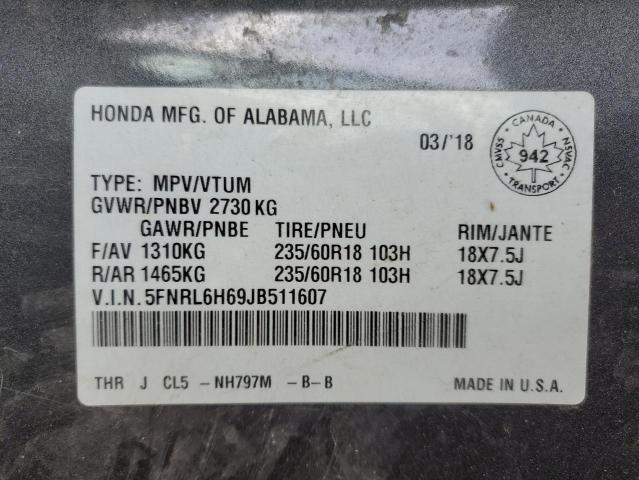 HONDA MFG. OF ALABAMA, LLC
03/'18
CANADA
CMVSS
942
NSVAC
TRANSPORT
TYPE: MPV/VTUM
GVWR/PNBV 2730 KG
GAWR/PNBE TIRE/PNEU RIM/JANTE
F/AV 1310KG 235/60R18 103H 18X7.5J
R/AR 1465KG 235/60R18 103H 18X7.5J
V.I.N. 5FNRL6H69JB511607
THR J CL5 -NH797M -B-B MADE IN U.S.A.